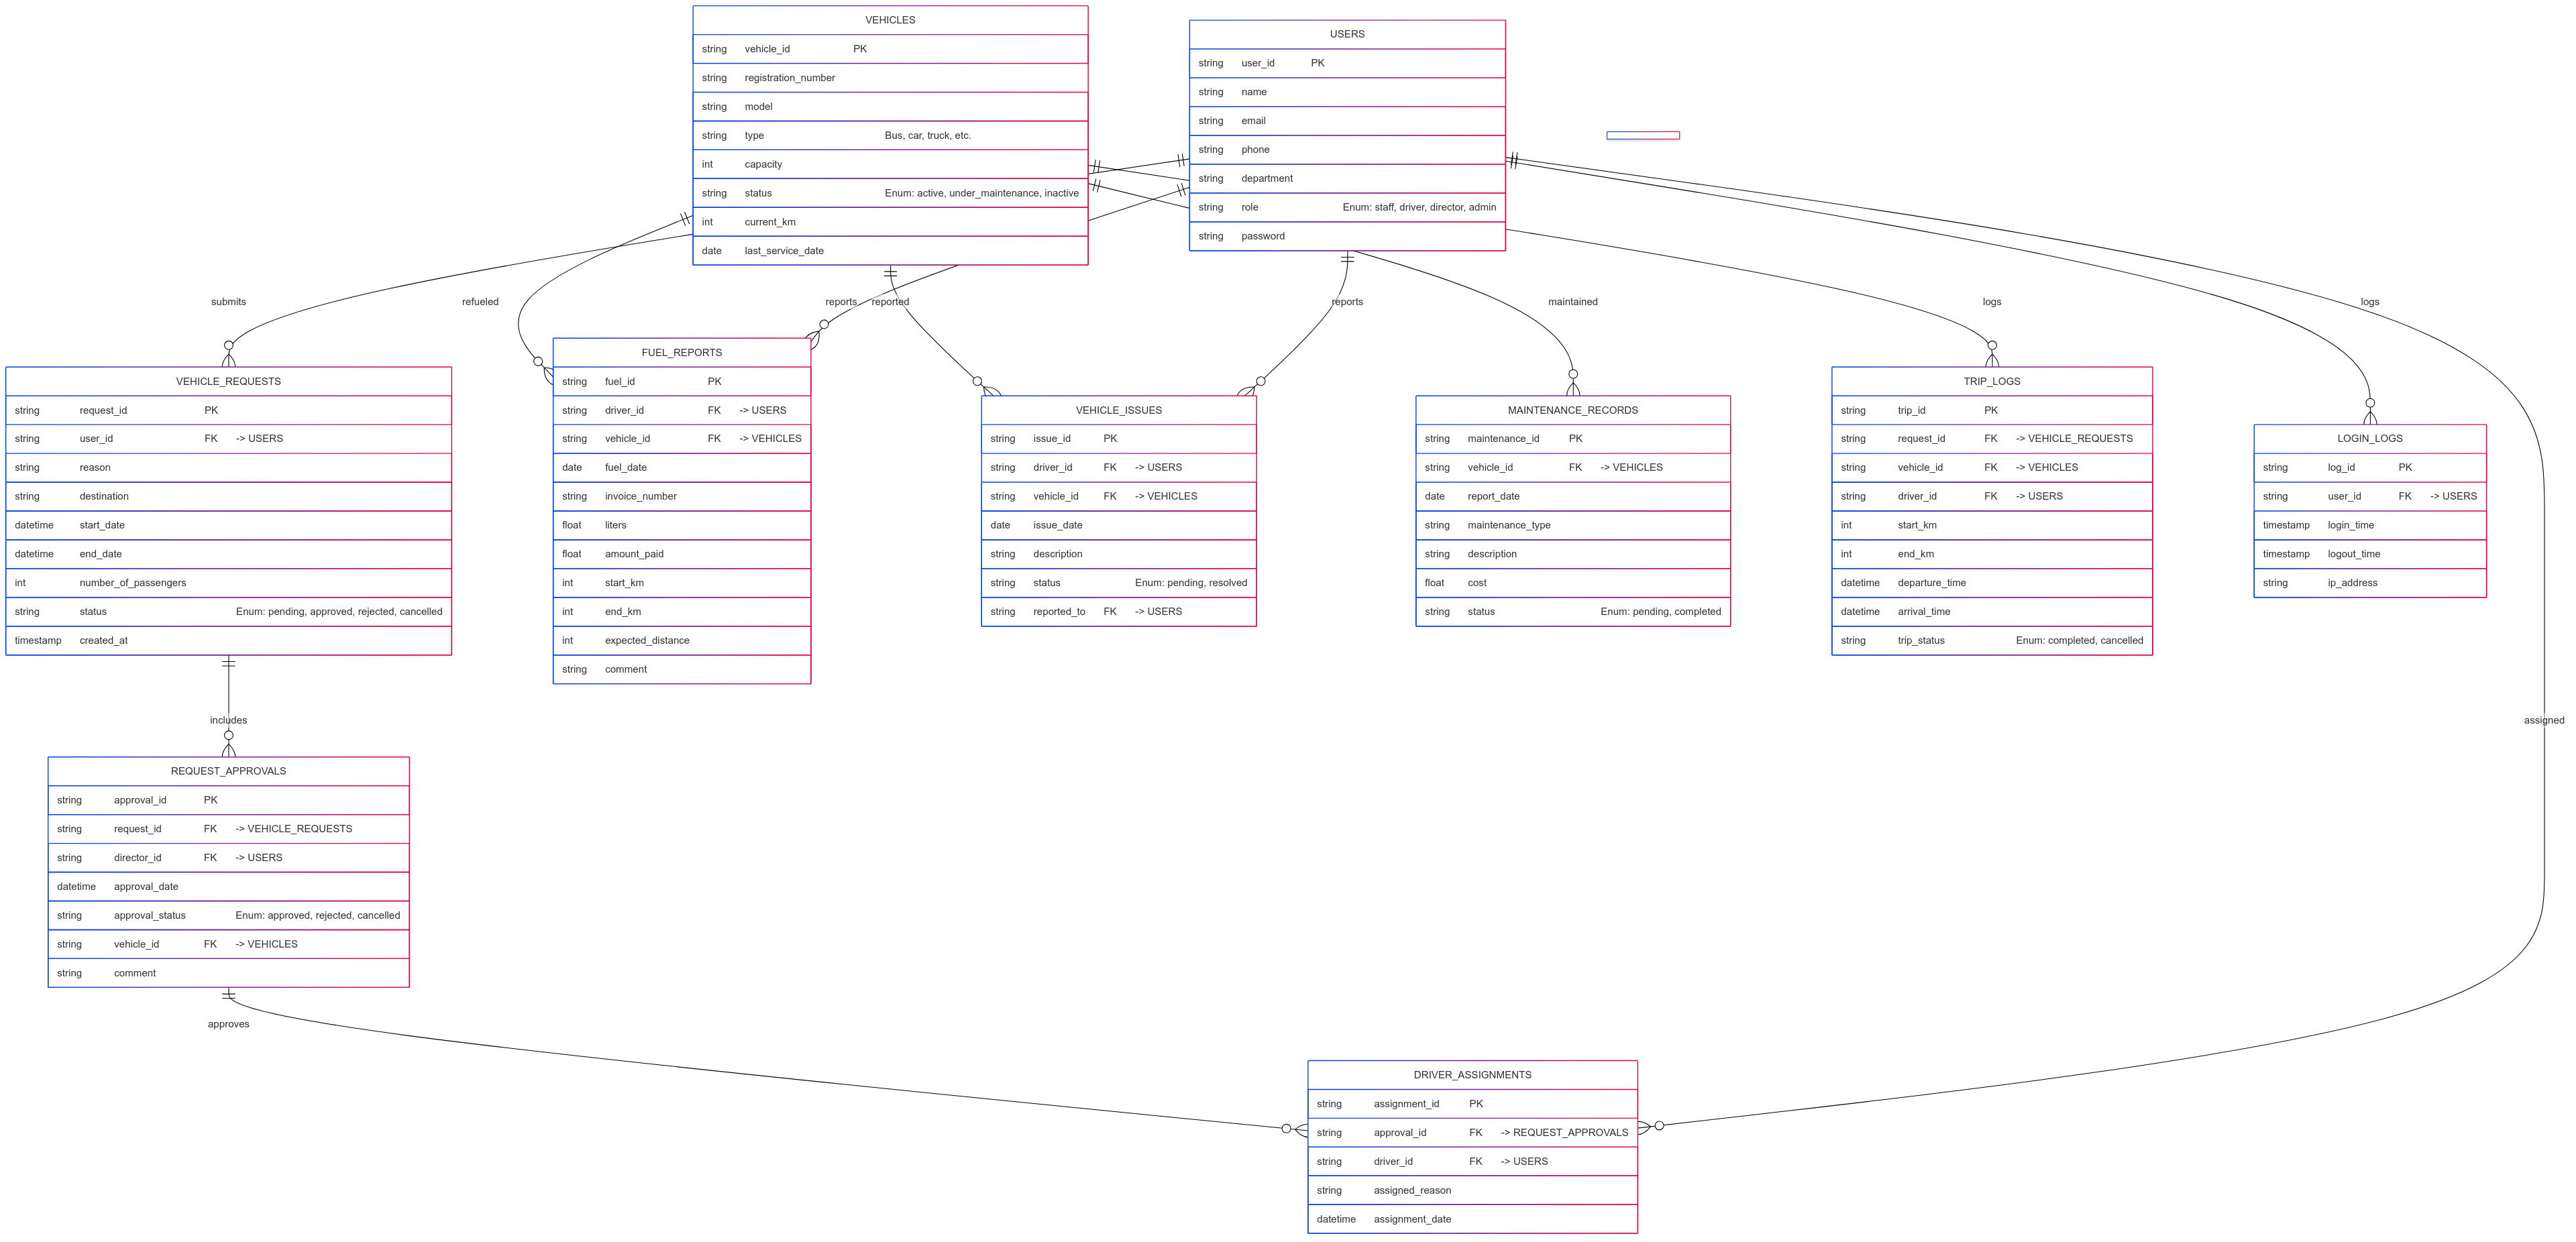 VEHICLES
string vehicle_id PK
string registration_number
string model
string type Bus, car, truck, etc.
int capacity
string status Enum: active, under_maintenance, inactive
int current_km
date last_service_date
USERS
string user_id PK
string name
string email
string phone
string department
string role Enum: staff, driver, director, admin
string password
submits
refueled
reports
reported
reports
maintained
logs
logs
VEHICLE_REQUESTS
string request_id PK
string user_id FK -> USERS
string reason
string destination
datetime start_date
datetime end_date
int number_of_passengers
string status Enum: pending, approved, rejected, cancelled
timestamp created_at
FUEL_REPORTS
string fuel_id PK
string driver_id FK -> USERS
string vehicle_id FK -> VEHICLES
date fuel_date
string invoice_number
float liters
float amount_paid
int start_km
int end_km
int expected_distance
string comment
VEHICLE_ISSUES
string issue_id PK
string driver_id FK -> USERS
string vehicle_id FK -> VEHICLES
date issue_date
string description
string status Enum: pending, resolved
string reported_to FK -> USERS
MAINTENANCE_RECORDS
string maintenance_id PK
string vehicle_id FK -> VEHICLES
date report_date
string maintenance_type
string description
float cost
string status Enum: pending, completed
TRIP_LOGS
string trip_id PK
string request_id FK -> VEHICLE_REQUESTS
string vehicle_id FK -> VEHICLES
string driver_id FK -> USERS
int start_km
int end_km
datetime departure_time
datetime arrival_time
string trip_status Enum: completed, cancelled
LOGIN_LOGS
string log_id PK
string user_id FK -> USERS
timestamp login_time
timestamp logout_time
string ip_address
includes
assigned
REQUEST_APPROVALS
string approval_id PK
string request_id FK -> VEHICLE_REQUESTS
string director_id FK -> USERS
datetime approval_date
string approval_status Enum: approved, rejected, cancelled
string vehicle_id FK -> VEHICLES
string comment
approves
DRIVER_ASSIGNMENTS
string assignment_id PK
string approval_id FK -> REQUEST_APPROVALS
string driver_id FK -> USERS
string assigned_reason
datetime assignment_date